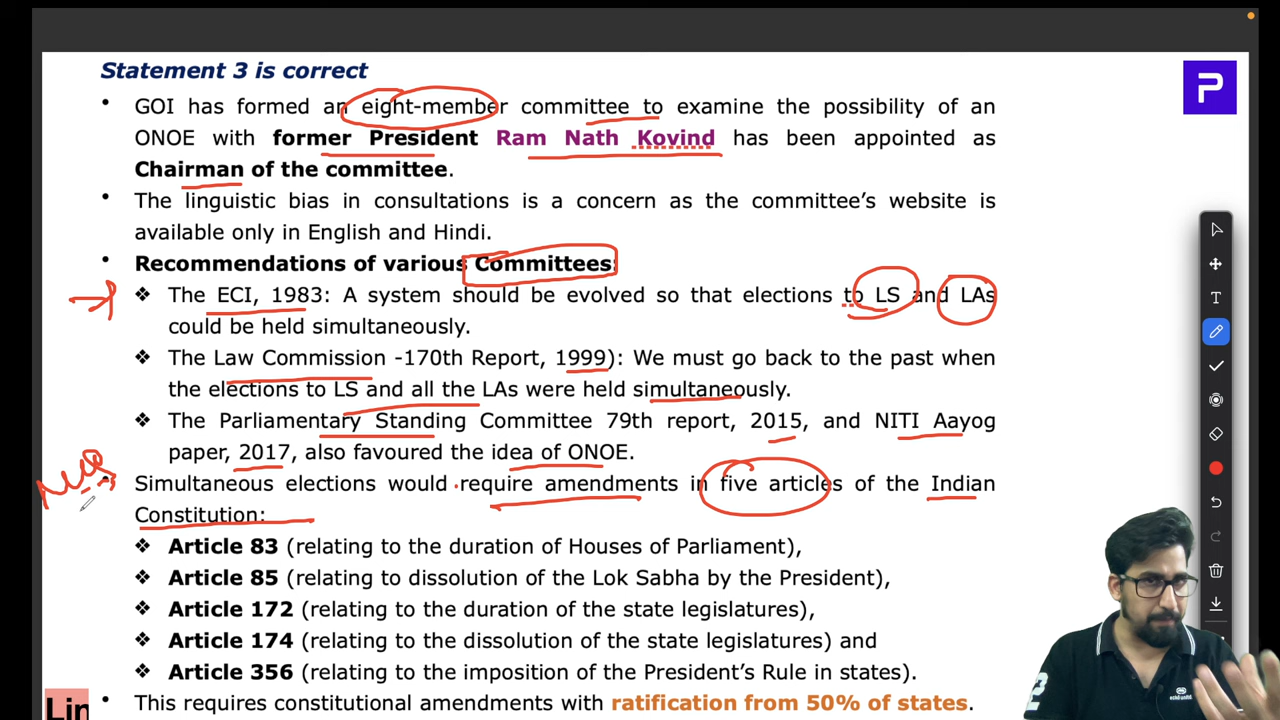 Statement 3 is correct
• GOI has formed an eight-member committee to examine the possibility of an
ONOE with former President Ram Nath Kovind has been appointed as
Chairman of the committee.
• The linguistic bias in consultations is a concern as the committee's website is
available only in English and Hindi.
• Recommendations of various Committees:
❖ The ECI, 1983: A system should be evolved so that elections to LS and LAs
could be held simultaneously.
❖ The Law Commission -170th Report, 1999): We must go back to the past when
the elections to LS and all the LAs were held simultaneously.
❖ The Parliamentary Standing Committee 79th report, 2015, and NITI Aayog
paper, 2017, also favoured the idea of ONOE.
• Simultaneous elections would require amendments in five articles of the Indian
Constitution:
❖ Article 83 (relating to the duration of Houses of Parliament),
❖ Article 85 (relating to dissolution of the Lok Sabha by the President),
❖ Article 172 (relating to the duration of the state legislatures),
❖ Article 174 (relating to the dissolution of the state legislatures) and
❖ Article 356 (relating to the imposition of the President's Rule in states).
• This requires constitutional amendments with ratification from 50% of states.
Lin
P
T
2